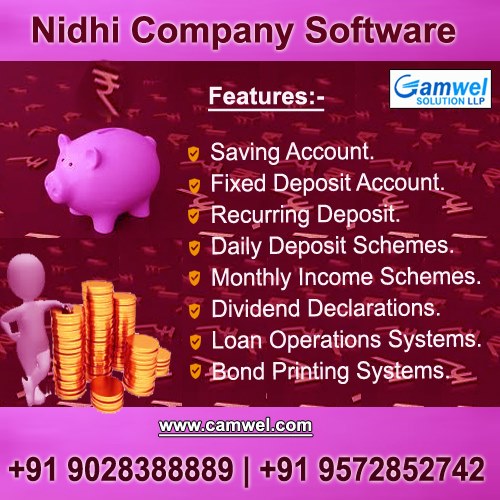 Nidhi Company Software
Camwel
SOLUTION LLP
Features:-
Saving Account.
Fixed Deposit Account.
Recurring Deposit.
Daily Deposit Schemes.
Monthly Income Schemes.
Dividend Declarations.
Loan Operations Systems.
Bond Printing Systems.
www.camwel.com
+91 9028388889 | +91 9572852742